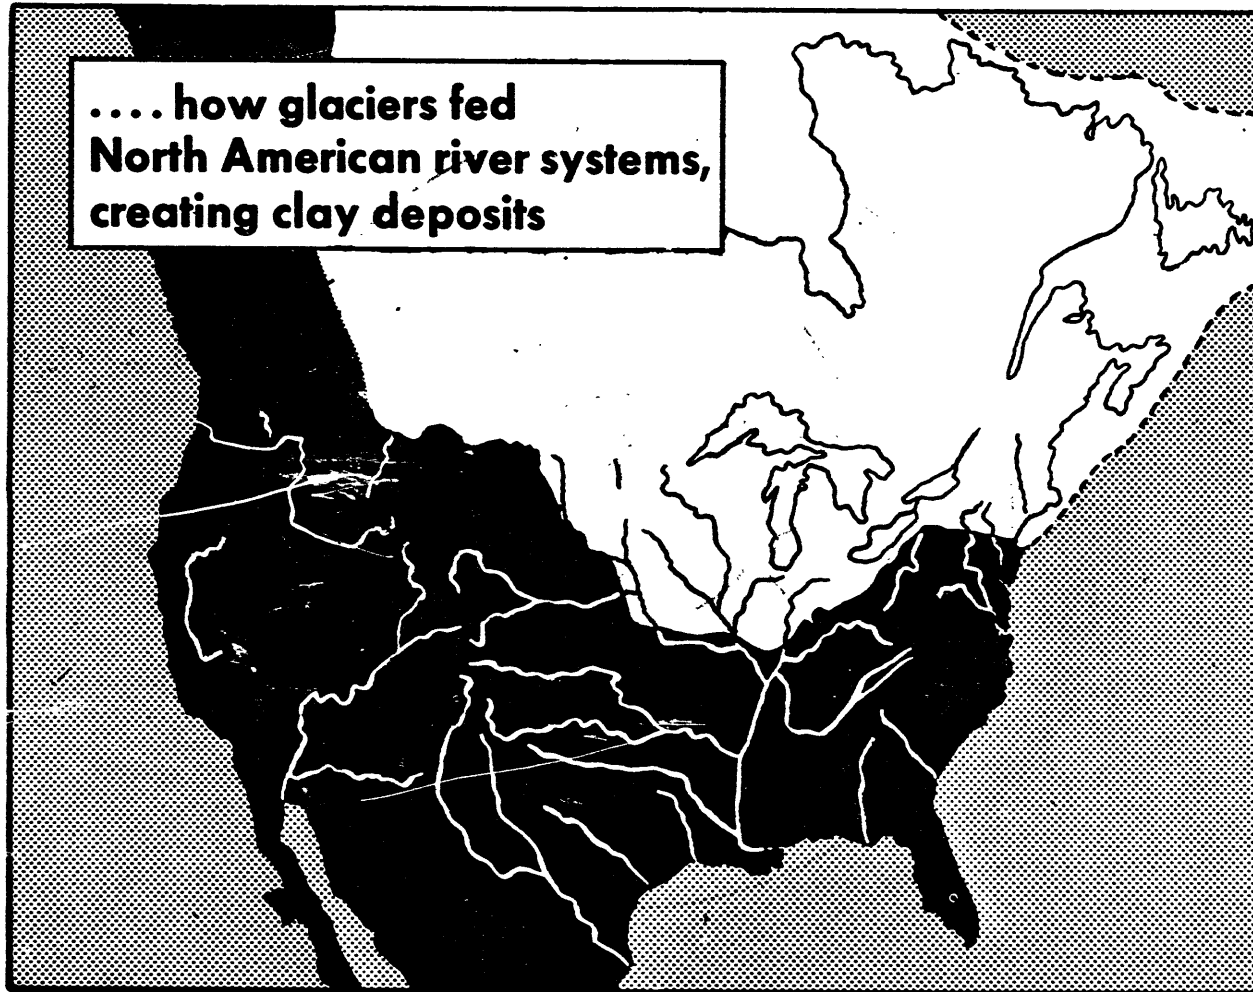 .... how glaciers fed
North American river systems,
creating clay deposits